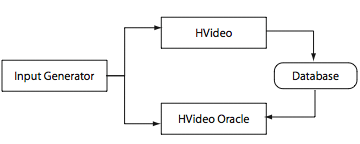 HVideo
Input Generator
Database
HVideo Oracle